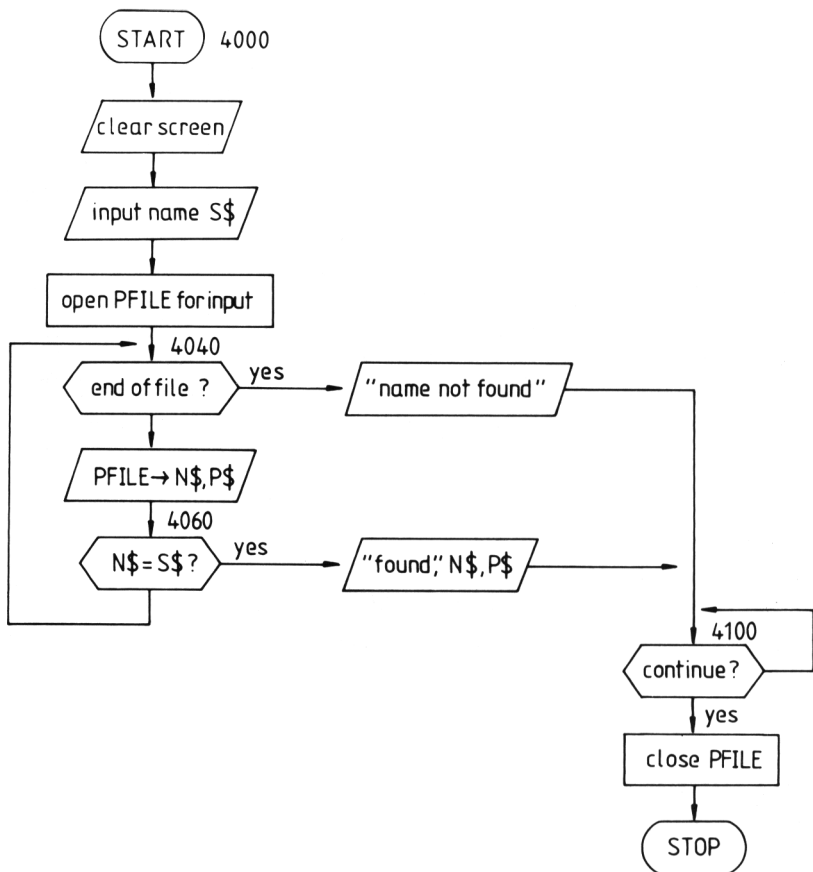 START 4000
clear screen
input name S$
open PFILE for input
4040
end of file ? yes "name not found"
PFILE→N$,P$
4060
N$=S$? yes "found", N$,P$
4100
continue?
yes
close PFILE
STOP